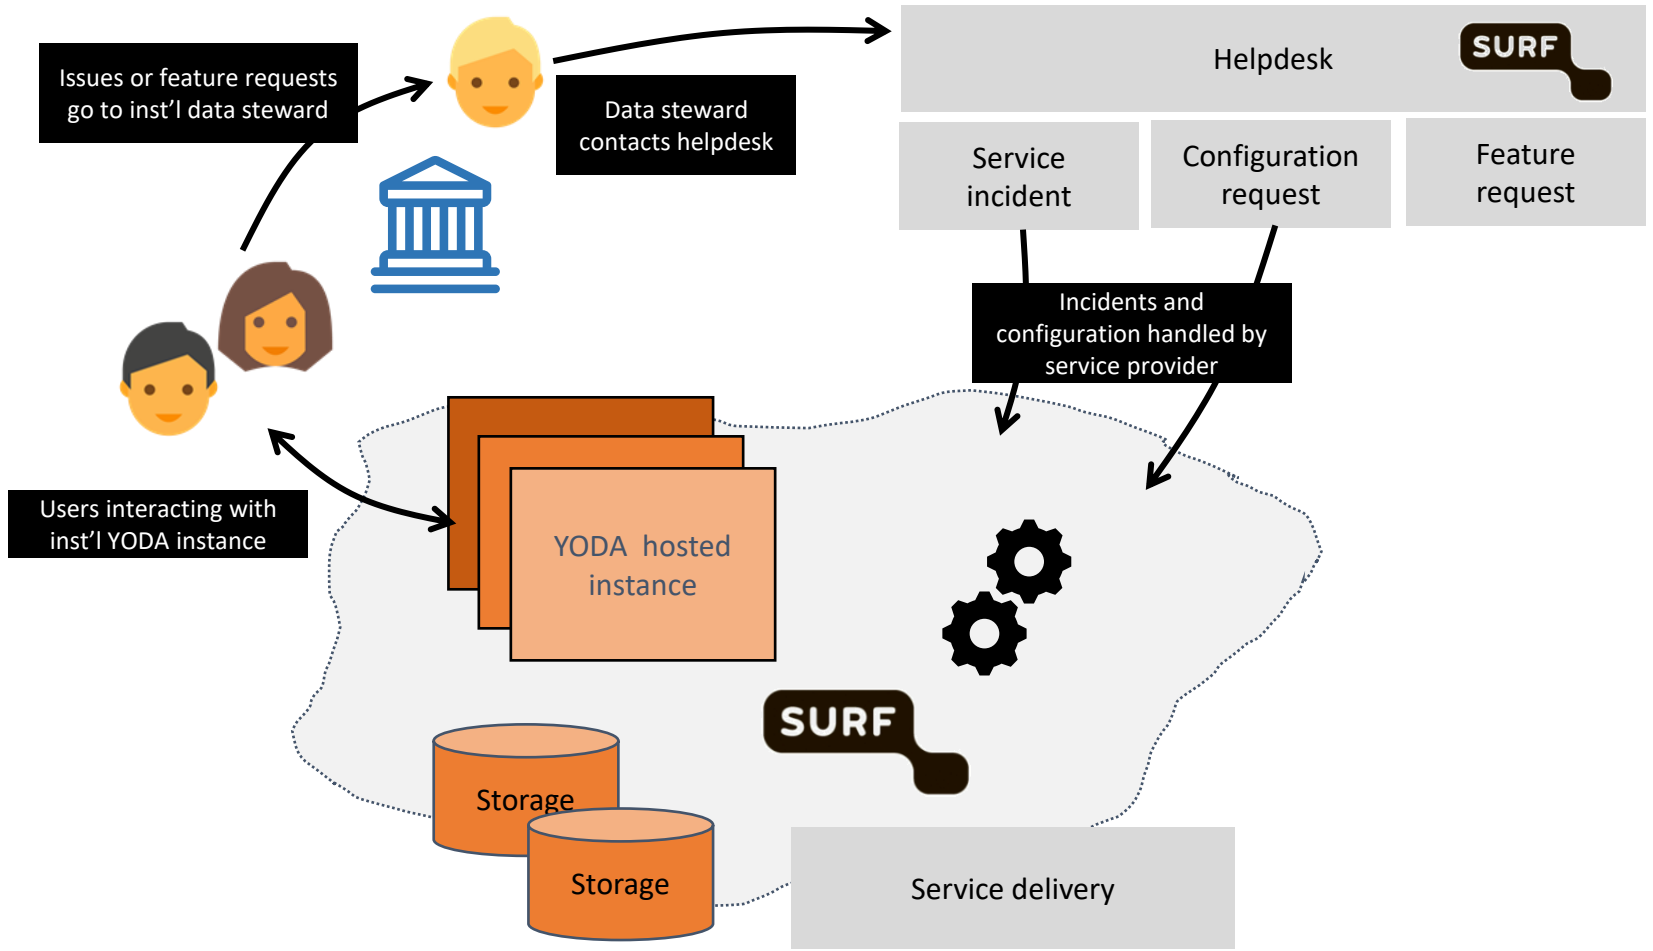 Issues or feature requests
go to inst'l data steward
Data steward
contacts helpdesk
Helpdesk
SURF
Service
incident
Configuration
request
Feature
request
Incidents and
configuration handled by
service provider
Users interacting with
inst'l YODA instance
YODA hosted
instance
SURF
Storage
Storage
Service delivery